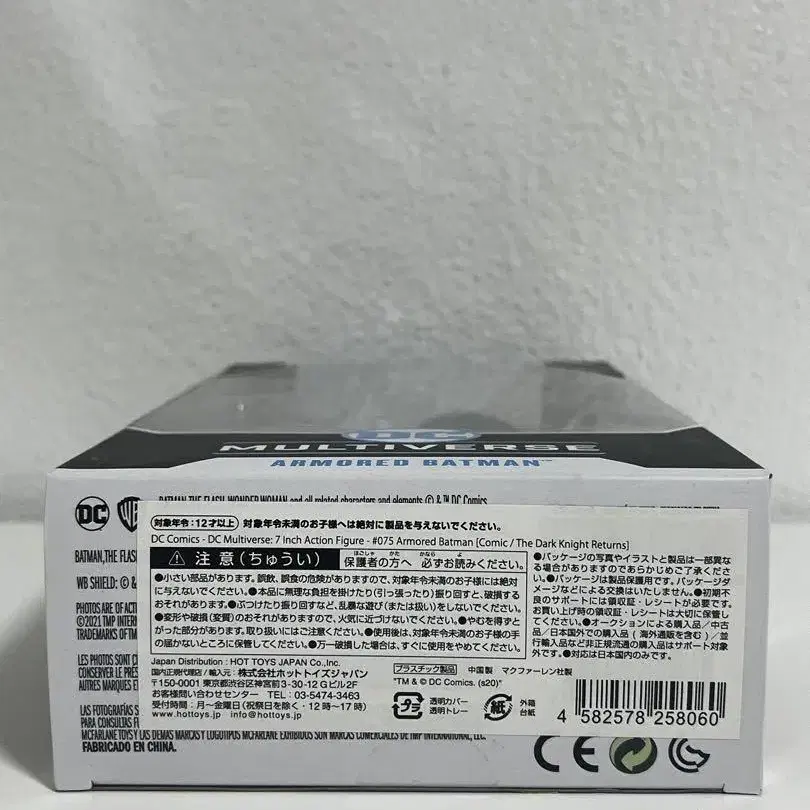 DC
MULTIVERSE
ARMORED BATMAN™
DC WB BATMAN, THE FLASH, WONDER WOMAN and all related characters and elements © & ™ DC Comics.
対象年令：12才以上 対象年令未満のお子様へは絶対に製品を与えないでください。
DC Comics - DC Multiverse: 7 Inch Action Figure - #075 Armored Batman [Comic / The Dark Knight Returns]
注意（ちゅうい） 保護者の方へ 必ずお読みください。
ほごしゃ かた かなら よ
●小さい部品があります。誤飲、誤食の危険がありますので、対象年令未満のお子様には絶対
に与えないでください。●本品に無理な負担を掛けたり（引っ張ったり）振り回すと、破損する
おそれがあります。●ぶつけたり振り回すなど、乱暴な遊び（または扱い）をしないでください。
●変形や破損（変質）のおそれがありますので、火気に近づけないでください。●やむを得ずと
がった部分があります。取り扱いにはご注意ください。●使用後は、対象年令未満のお子様の手
の届かないところに保管してください。●万一破損した場合は、すぐに使用をやめてください。
●パッケージの写真やイラストと製品は一部異な
る場合がありますのであらかじめご了承くださ
い。●パッケージは製品保護用です。パッケージダ
メージなどによる交換はいたしません。●初期不
良のサポートには領収証・レシートが必要です。
お買い上げ時の領収証・レシートは大切に保管し
てください。●オークションによる購入品／中古
品／日本国外での購入品（海外通販を含む）／並
行輸入品など非正規流通の購入品はサポート対象
外です。●対応は日本国内のみです。
Japan Distribution : HOT TOYS JAPAN Co.,Inc.
国内正規代理店／輸入元：株式会社ホットトイズジャパン
〒150-0001 東京都渋谷区神宮前3-30-12 Gビル2F
お客様問い合わせセンター TEL：03-5474-3463
受付時間：月～金曜日（祝祭日を除く・12時～17時）
www.hottoys.jp info@hottoys.jp
プラスチック製品 中国製 マクファーレン社製
"TM & © DC Comics. (s20)"
プラ 透明カバー
透明トレー
紙 外箱
台紙
4 582578 258060
BATMAN, THE FLASH
WB SHIELD: © &
PHOTOS ARE OF
©2021 TMP INTER
TRADEMARKS OF TM
LES PHOTOS SONT
CONSERVER LE
AUTRES MARQUES
LAS FOTOGRAFÍAS
PARA CONSULTAS
MCFARLANE TOYS Y LAS DEMÁS MARCAS Y LOGOTIPOS MCFARLANE EXHIBIDOS SON MARCAS COMERCIALES DE TMP INTERNATIONAL, LLC.
FABRICADO EN CHINA.
CE